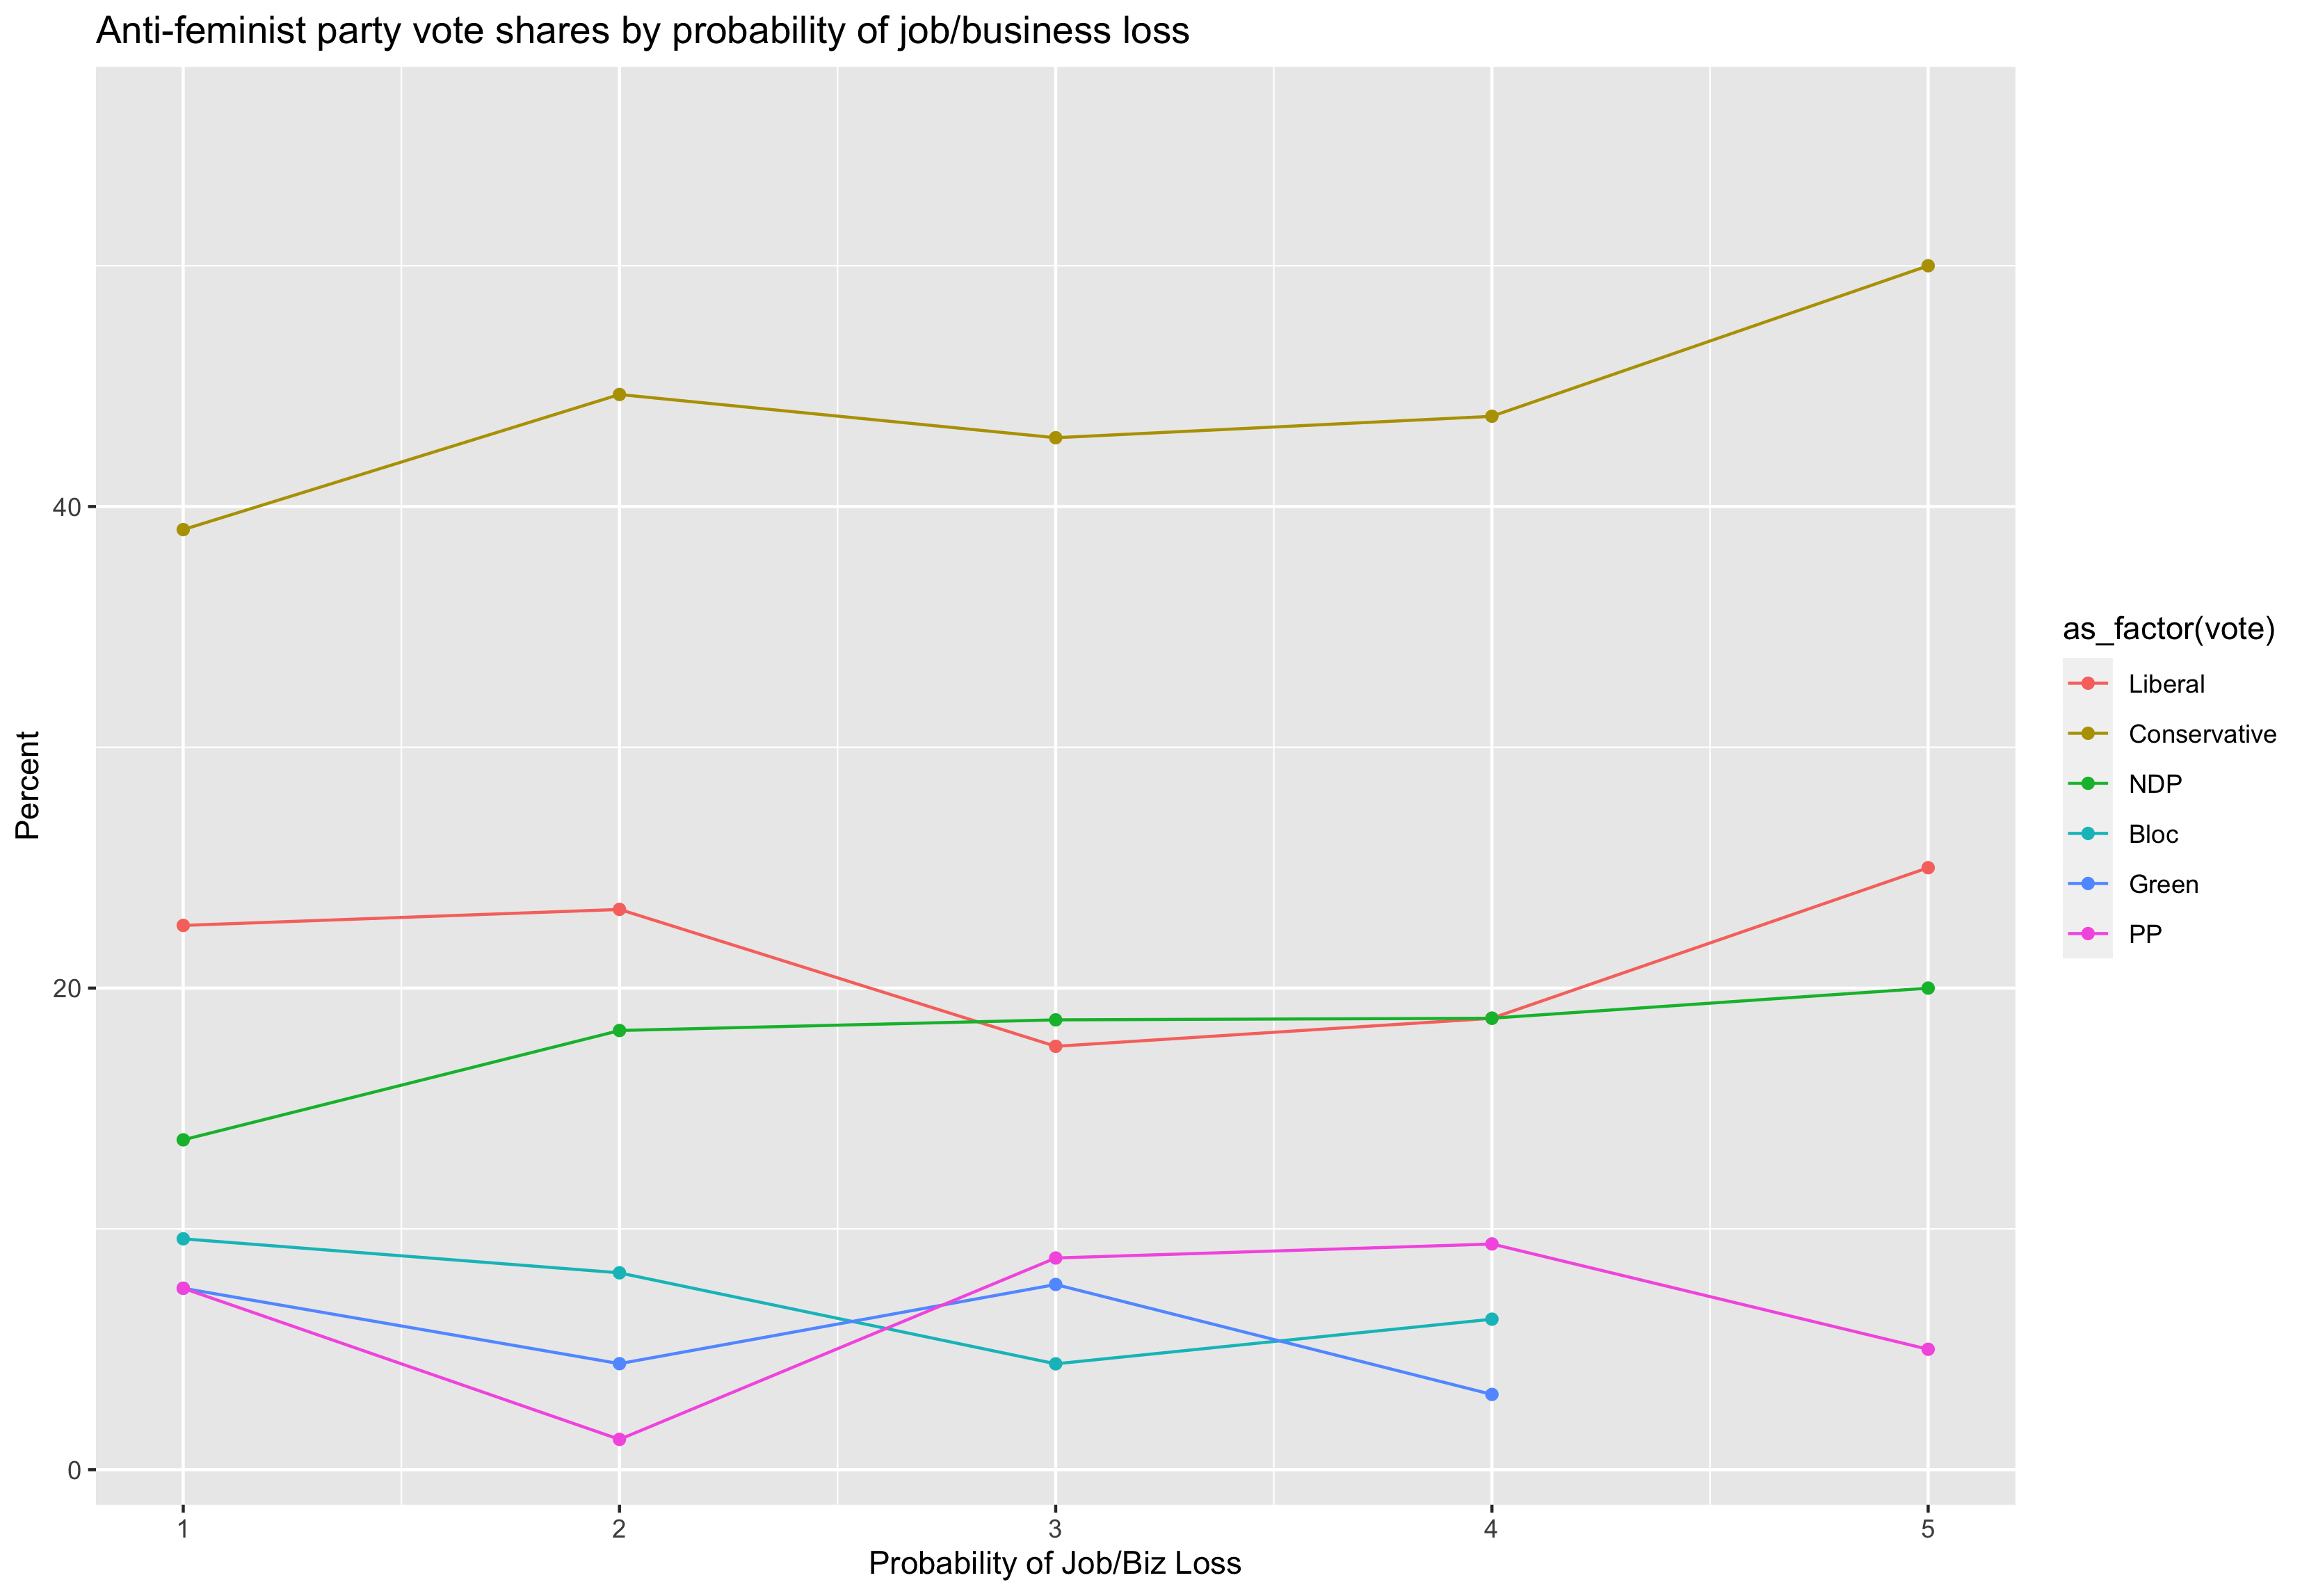 Anti-feminist party vote shares by probability of job/business loss
Percent
40
20
0
1 2 3 4 5
Probability of Job/Biz Loss
as_factor(vote)
Liberal
Conservative
NDP
Bloc
Green
PP